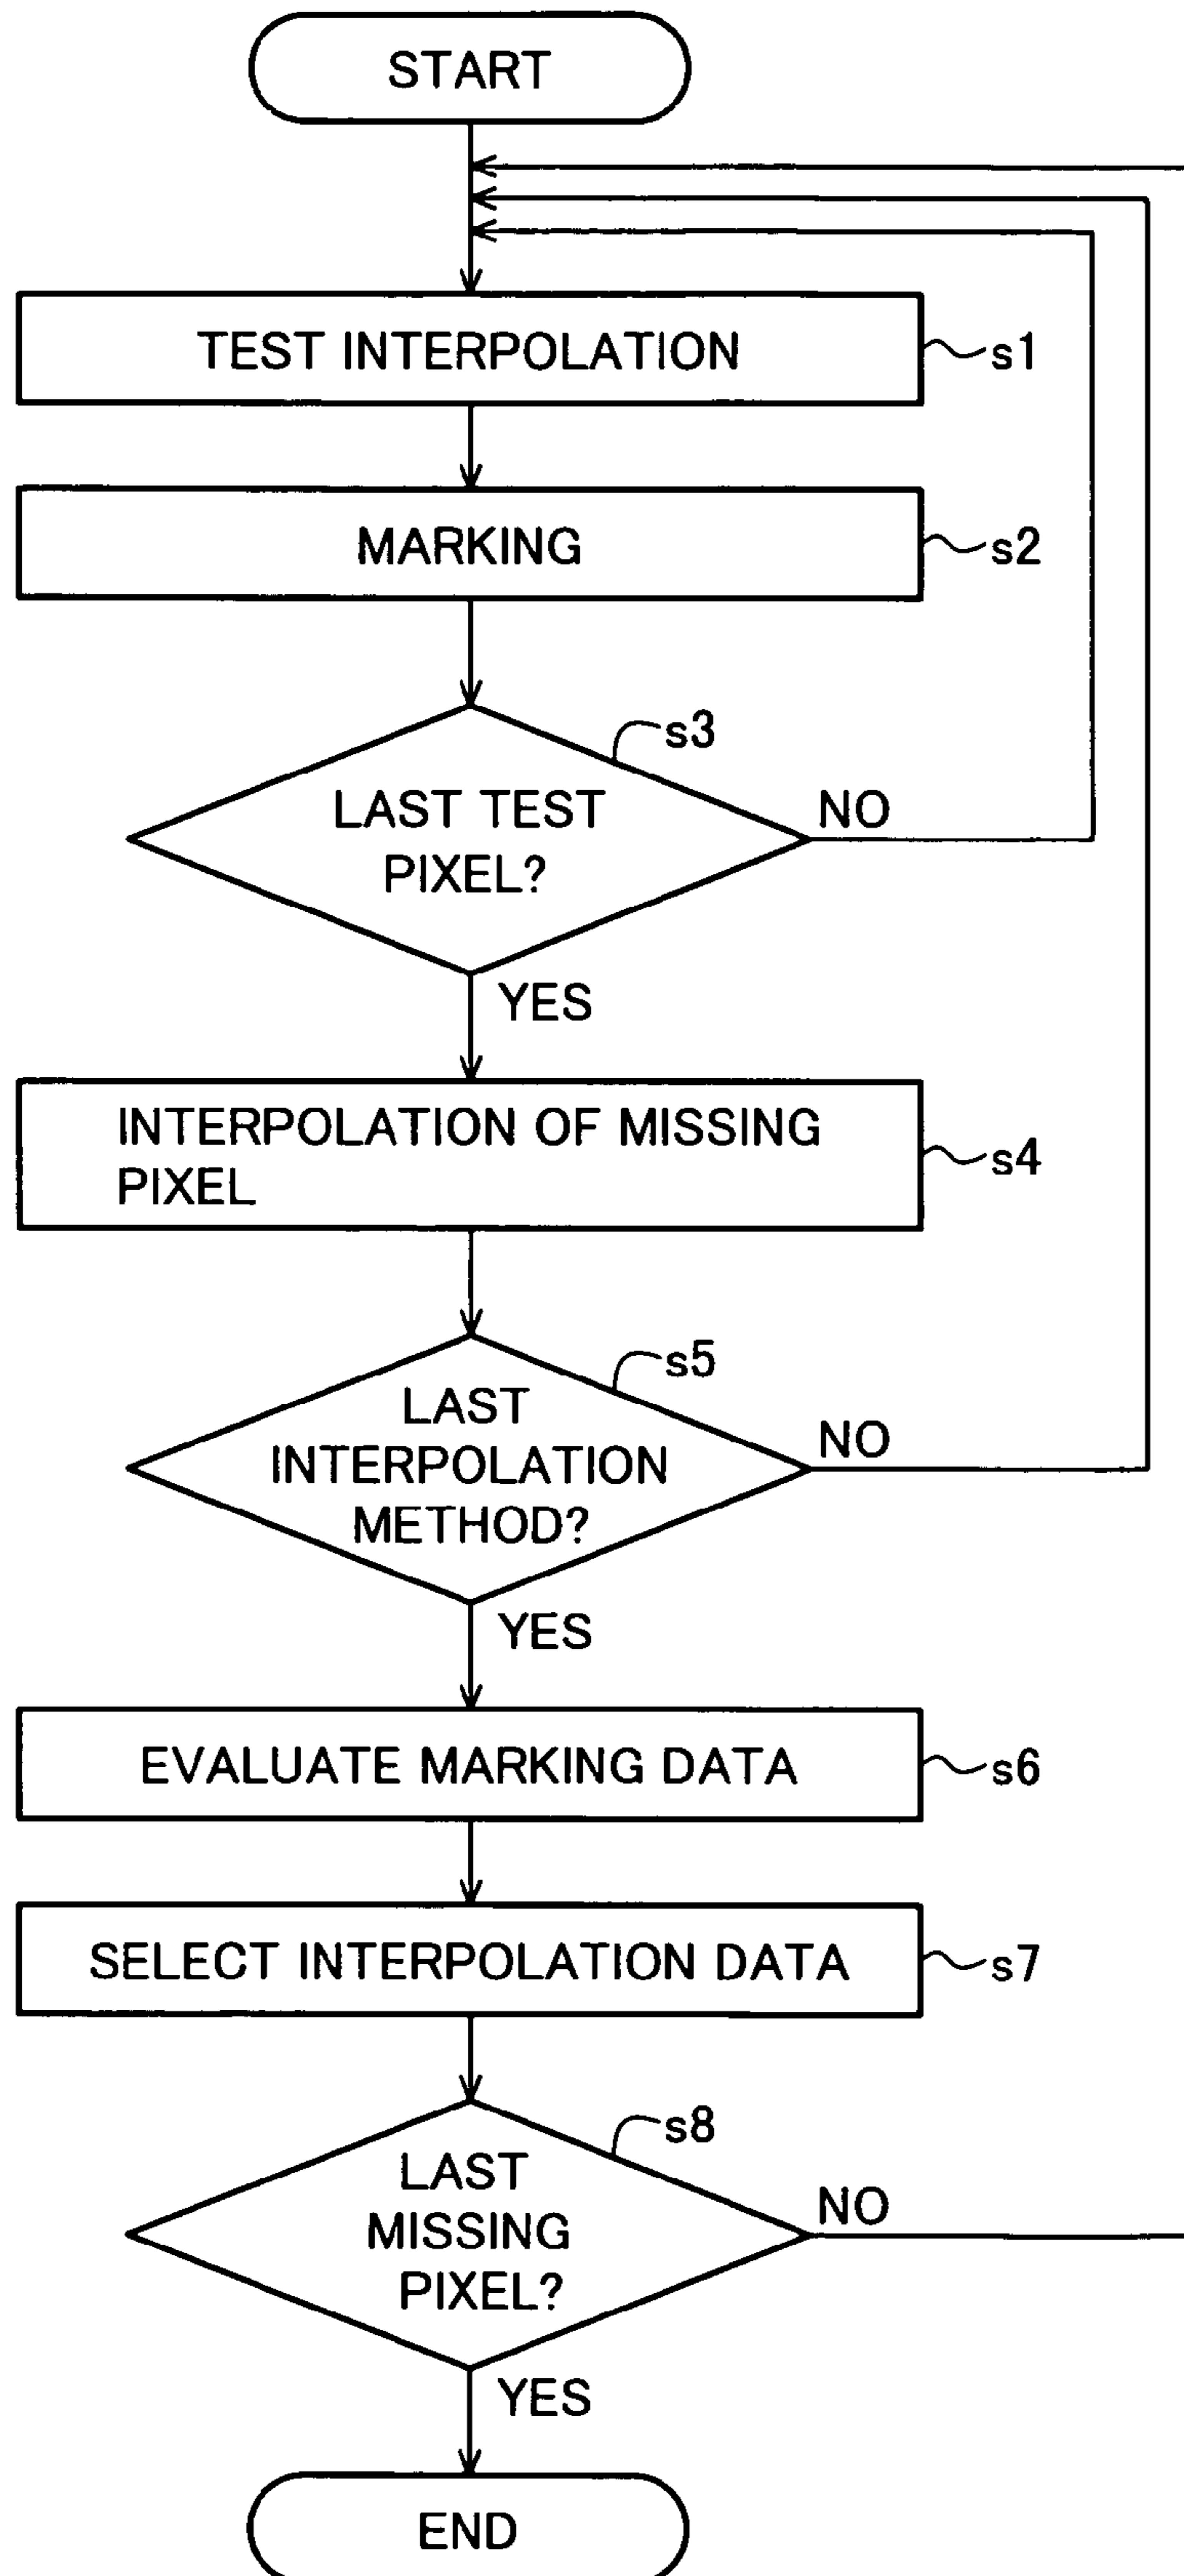 START
TEST INTERPOLATION
s1
MARKING
s2
s3
LAST TEST
PIXEL?
NO
YES
INTERPOLATION OF MISSING
PIXEL
s4
s5
LAST
INTERPOLATION
METHOD?
NO
YES
EVALUATE MARKING DATA
s6
SELECT INTERPOLATION DATA
s7
s8
LAST
MISSING
PIXEL?
NO
YES
END